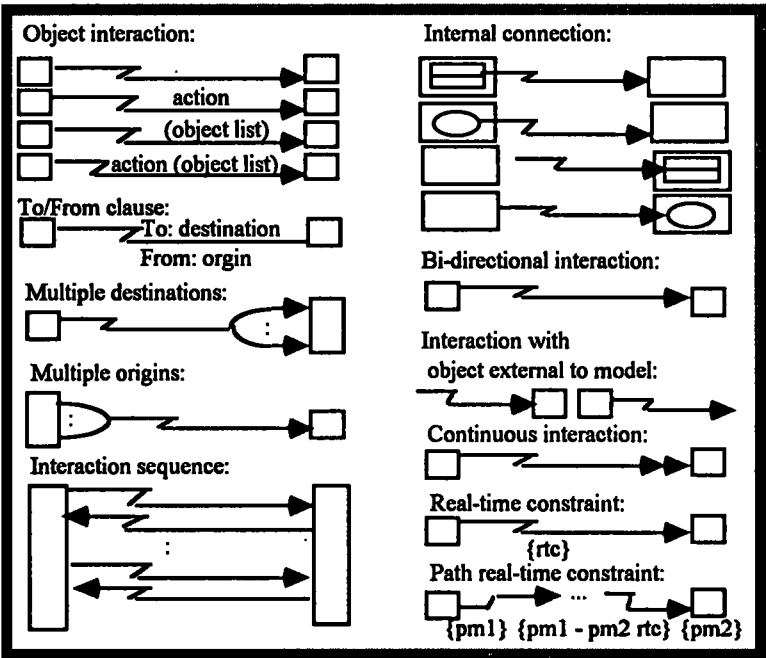 Object interaction:
action
(object list)
action (object list)
To/From clause:
To: destination
From: orgin
Multiple destinations:
:
Multiple origins:
:
Interaction sequence:
:
Internal connection:
Bi-directional interaction:
Interaction with
object external to model:
Continuous interaction:
Real-time constraint:
{rtc}
Path real-time constraint:
...
{pm1} {pm1 - pm2 rtc} {pm2}